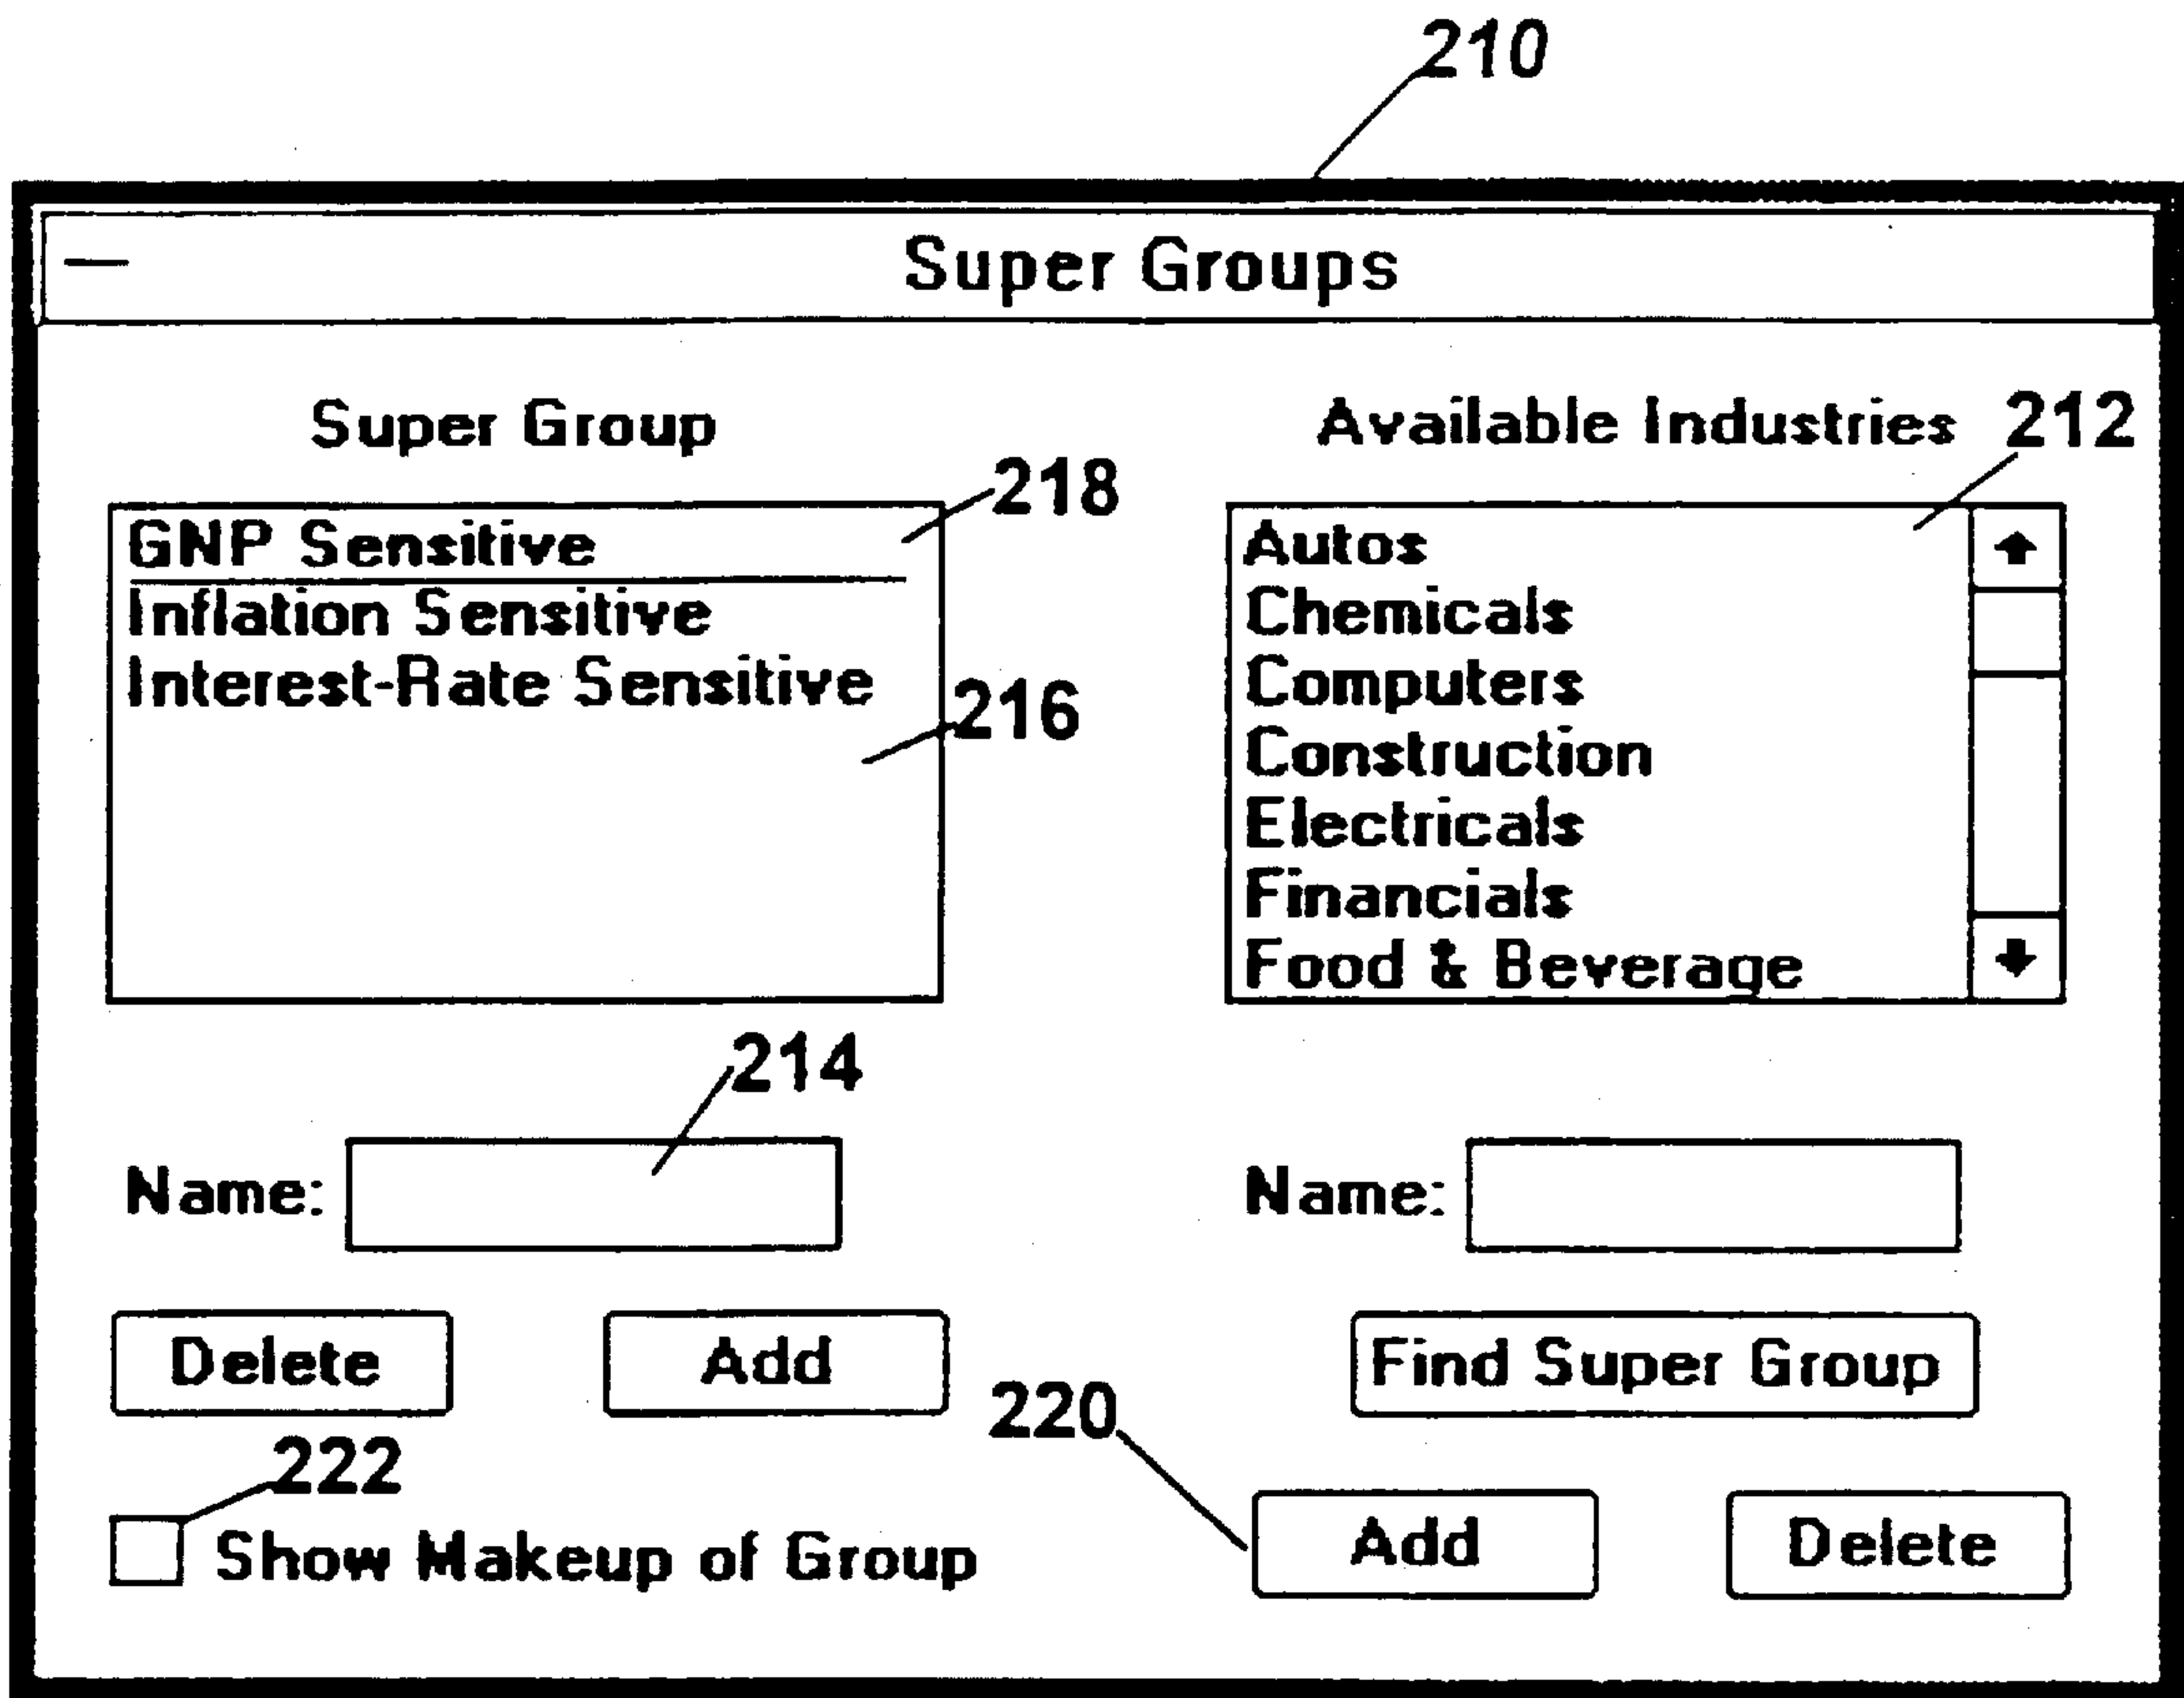 210
Super Groups
Super Group
Available Industries 212
218
GNP Sensitive
Inflation Sensitive
Interest-Rate Sensitive
216
Autos
Chemicals
Computers
Construction
Electricals
Financials
Food & Beverage
214
Name:
Name:
Delete
Add
Find Super Group
220
222
Show Makeup of Group
Add
Delete